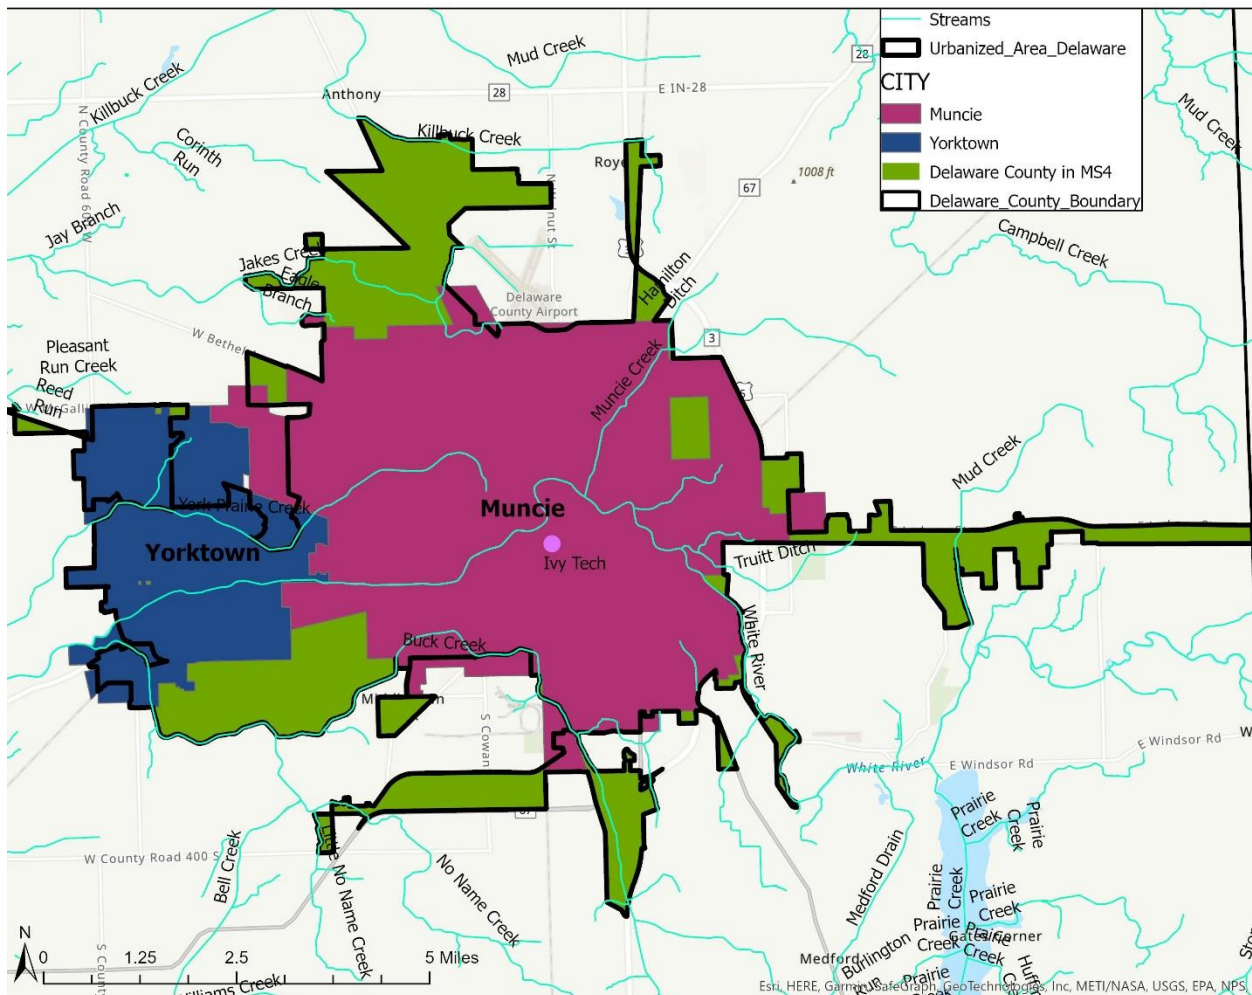 Streams
Urbanized_Area_Delaware
CITY
Muncie
Yorktown
Delaware County in MS4
Delaware_County_Boundary
Mud Creek
28
Killbuck Creek
Anthony
28
E IN-28
Mud Creek
N County Road 600 W
Corinth
Run
Killbuck Creek
67
1008 ft
Jay Branch
Jakes Creek
Eagle
Branch
Hamilton
Ditch
Campbell Creek
Delaware
County Airport
W Bethel
3
Pleasant
Run Creek
Reed
Run
Muncie Creek
Mud Creek
York Prairie Creek
Muncie
Yorktown
Ivy Tech
Truitt Ditch
White River
Buck Creek
S Cowan
E Windsor Rd
White River
E Windsor Rd
W County Road 400 S
Bell Creek
Little No Name Creek
No Name Creek
Medford Drain
Prairie
Creek
Prairie
Creek
Prairie
Creek
Prairie
Creek
Prairie
Creek
Prairie
Creek
Medford
Burlington
Run
Prairie
Creek
N
0 1.25 2.5 5 Miles
Williams Creek
Esri, HERE, Garmin, SafeGraph, GeoTechnologies, Inc, METI/NASA, USGS, EPA, NPS